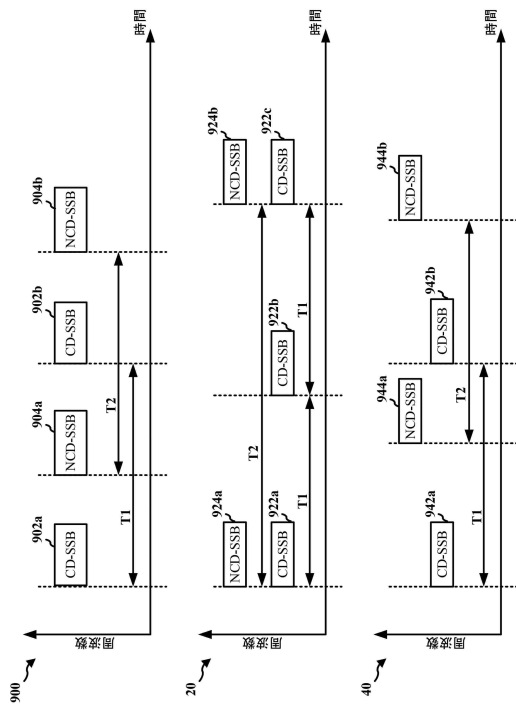 900
周波数
時間
902a
CD-SSB
904a
NCD-SSB
902b
CD-SSB
904b
NCD-SSB
T1
T2
20
周波数
時間
924a
NCD-SSB
922a
CD-SSB
922b
CD-SSB
924b
NCD-SSB
922c
CD-SSB
T2
T1
T1
40
周波数
時間
942a
CD-SSB
944a
NCD-SSB
942b
CD-SSB
944b
NCD-SSB
T1
T2